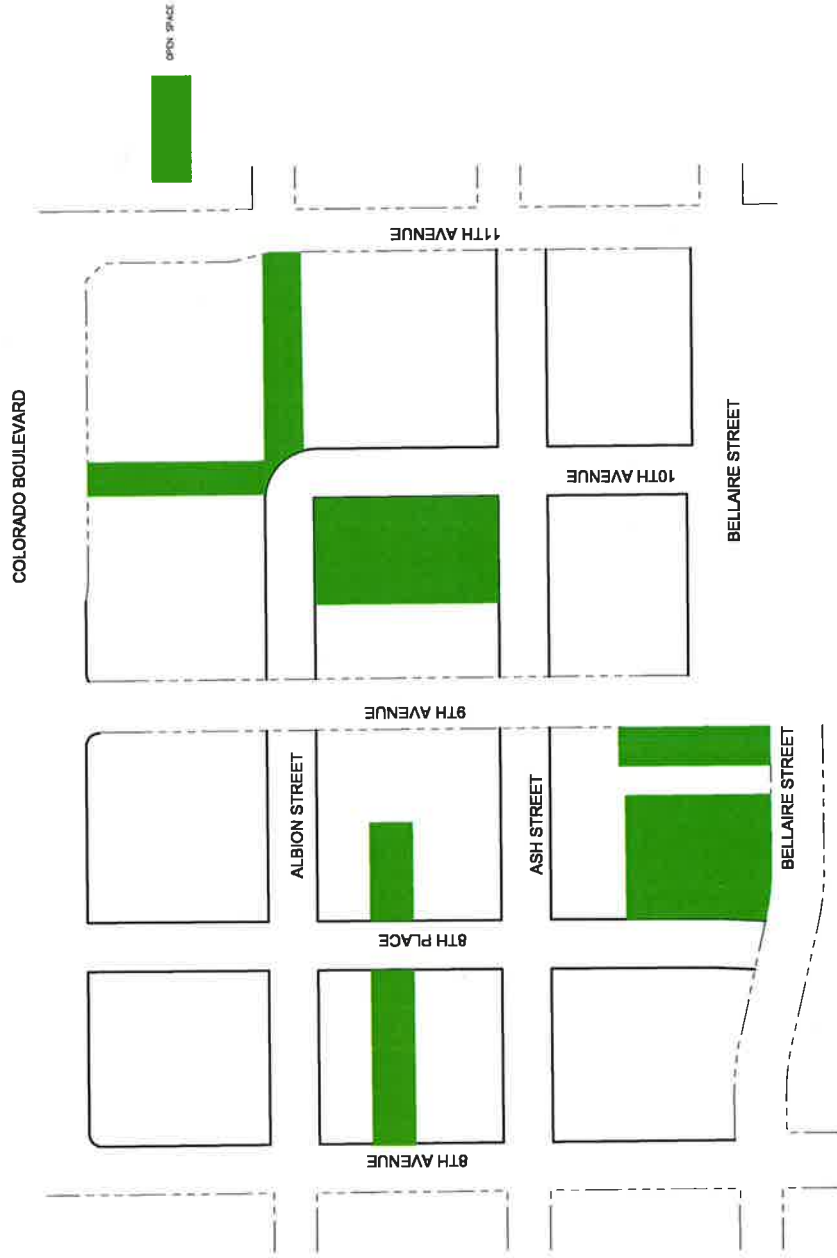 OPEN SPACE
COLORADO BOULEVARD
11TH AVENUE
10TH AVENUE
BELLAIRE STREET
9TH AVENUE
ALBION STREET
ASH STREET
BELLAIRE STREET
8TH PLACE
8TH AVENUE